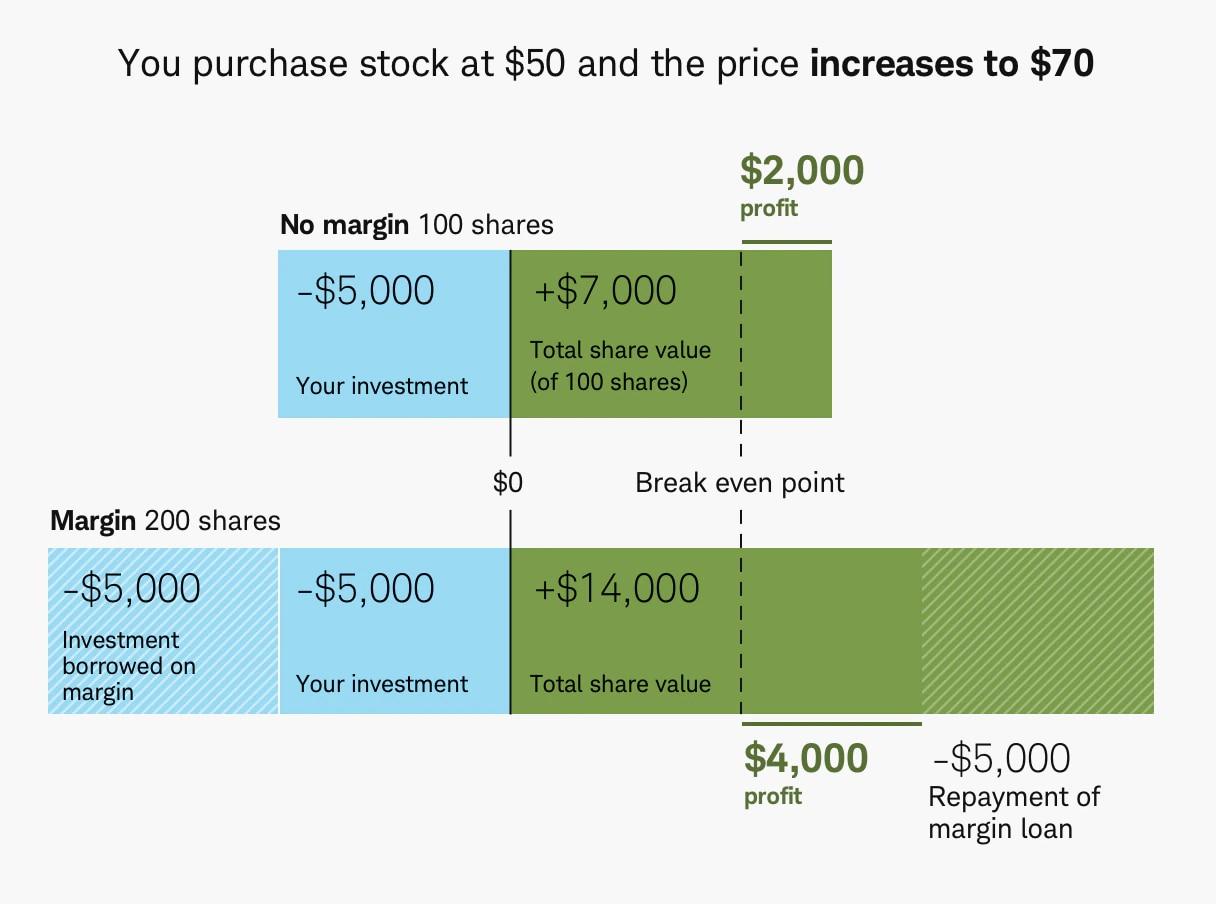 You purchase stock at $50 and the price increases to $70
$2,000
profit
No margin 100 shares
-$5,000
Your investment
+$7,000
Total share value
(of 100 shares)
$0
Break even point
Margin 200 shares
-$5,000
Investment
borrowed on
margin
-$5,000
Your investment
+$14,000
Total share value
$4,000
profit
-$5,000
Repayment of
margin loan